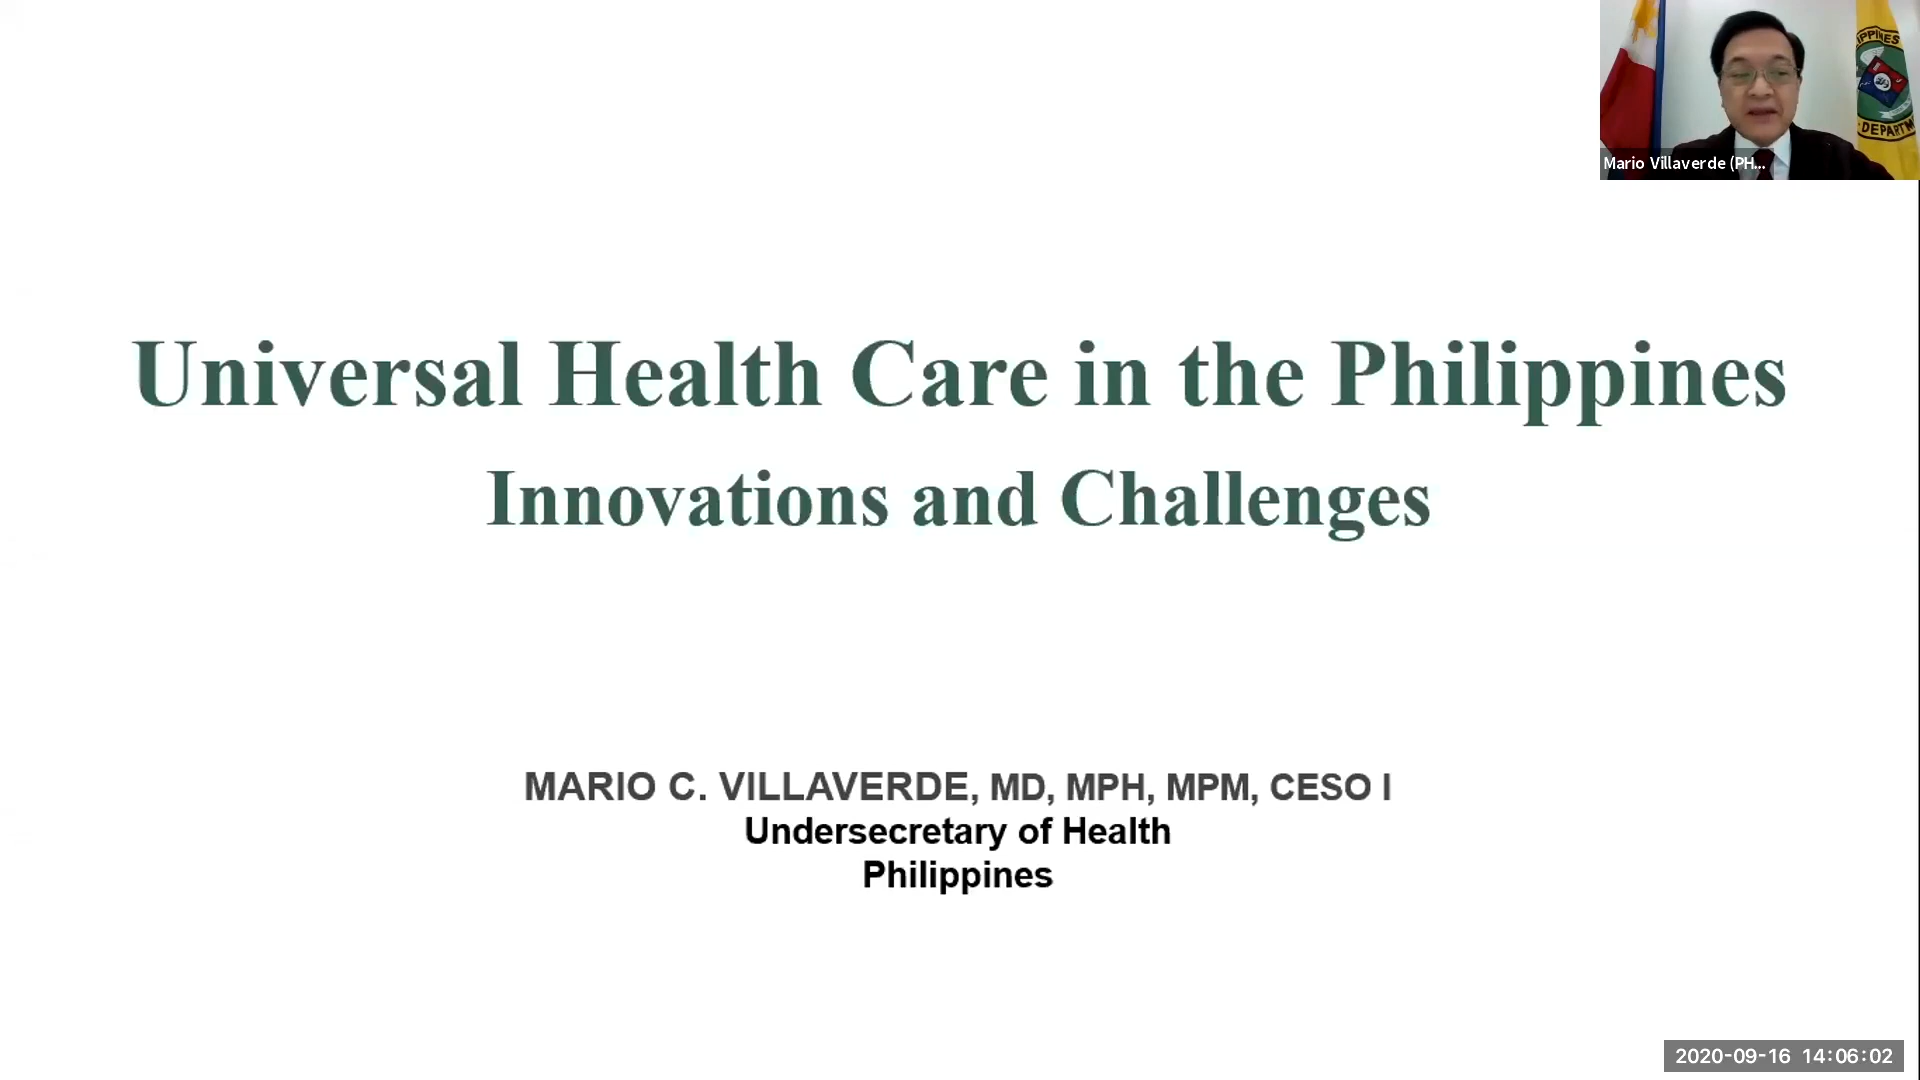 Mario Villaverde (PH...
Universal Health Care in the Philippines
Innovations and Challenges
MARIO C. VILLAVERDE, MD, MPH, MPM, CESO I
Undersecretary of Health
Philippines
2020-09-16 14:06:02
DEPARTM